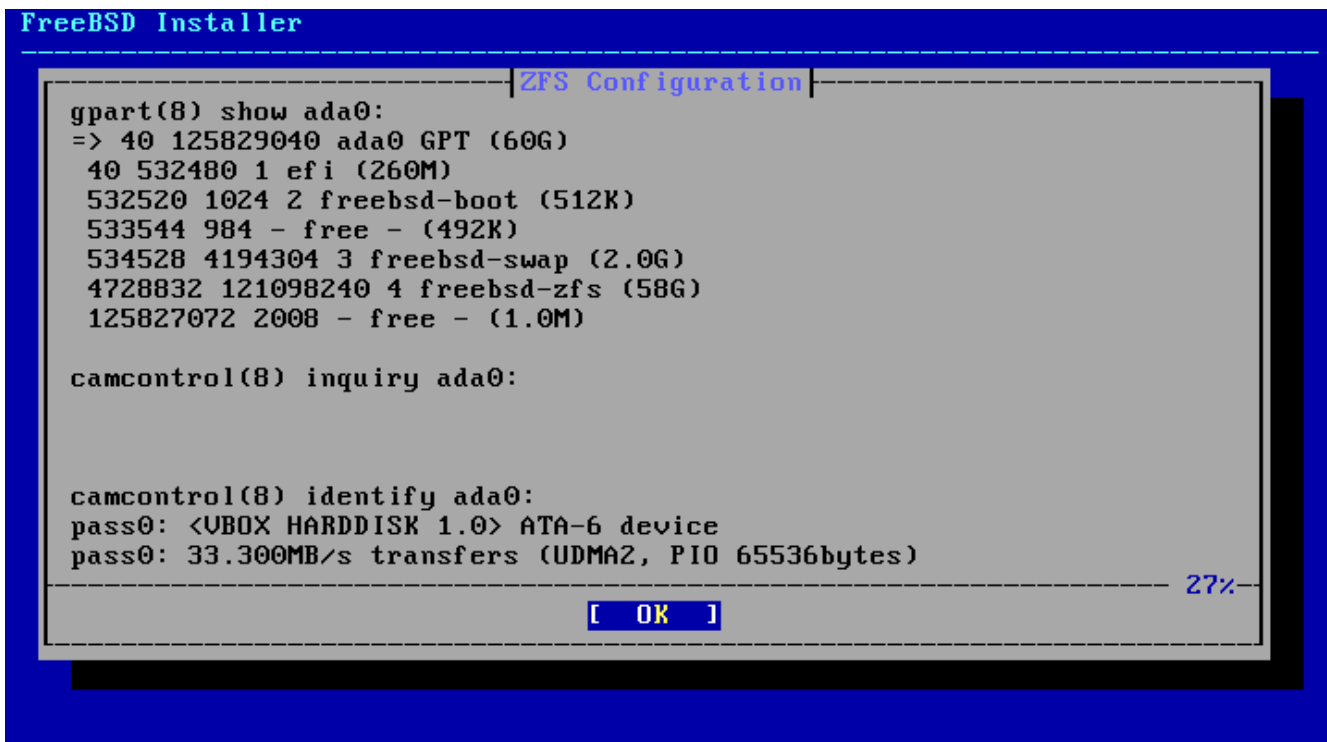 FreeBSD Installer
ZFS Configuration
gpart(8) show ada0:
=> 40 125829040 ada0 GPT (60G)
40 532480 1 efi (260M)
532520 1024 2 freebsd-boot (512K)
533544 984 - free - (492K)
534528 4194304 3 freebsd-swap (2.0G)
4728832 121098240 4 freebsd-zfs (58G)
125827072 2008 - free - (1.0M)
camcontrol(8) inquiry ada0:
camcontrol(8) identify ada0:
pass0: <VBOX HARDDISK 1.0> ATA-6 device
pass0: 33.300MB/s transfers (UDMA2, PIO 65536bytes)
27%
[ OK ]